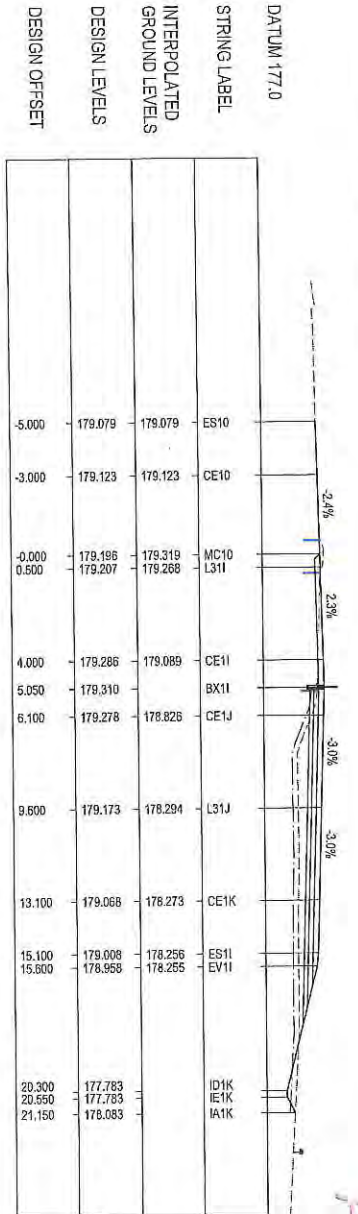 -2.4%
2.3%
-3.0%
-3.0%
DATUM 177.0
STRING LABEL
ES10
CE10
MC10
L31I
CE1I
BX1I
CE1J
L31J
CE1K
ES1I
EV1I
ID1K
IE1K
IA1K
INTERPOLATED
GROUND LEVELS
179.079
179.123
179.319
179.268
179.089
178.826
178.294
178.273
178.256
178.255
DESIGN LEVELS
179.079
179.123
179.196
179.207
179.286
179.310
179.278
179.173
179.068
179.008
178.958
177.783
177.783
178.083
DESIGN OFFSET
-5.000
-3.000
-0.000
0.500
4.000
5.050
6.100
9.600
13.100
15.100
15.600
20.300
20.550
21.150